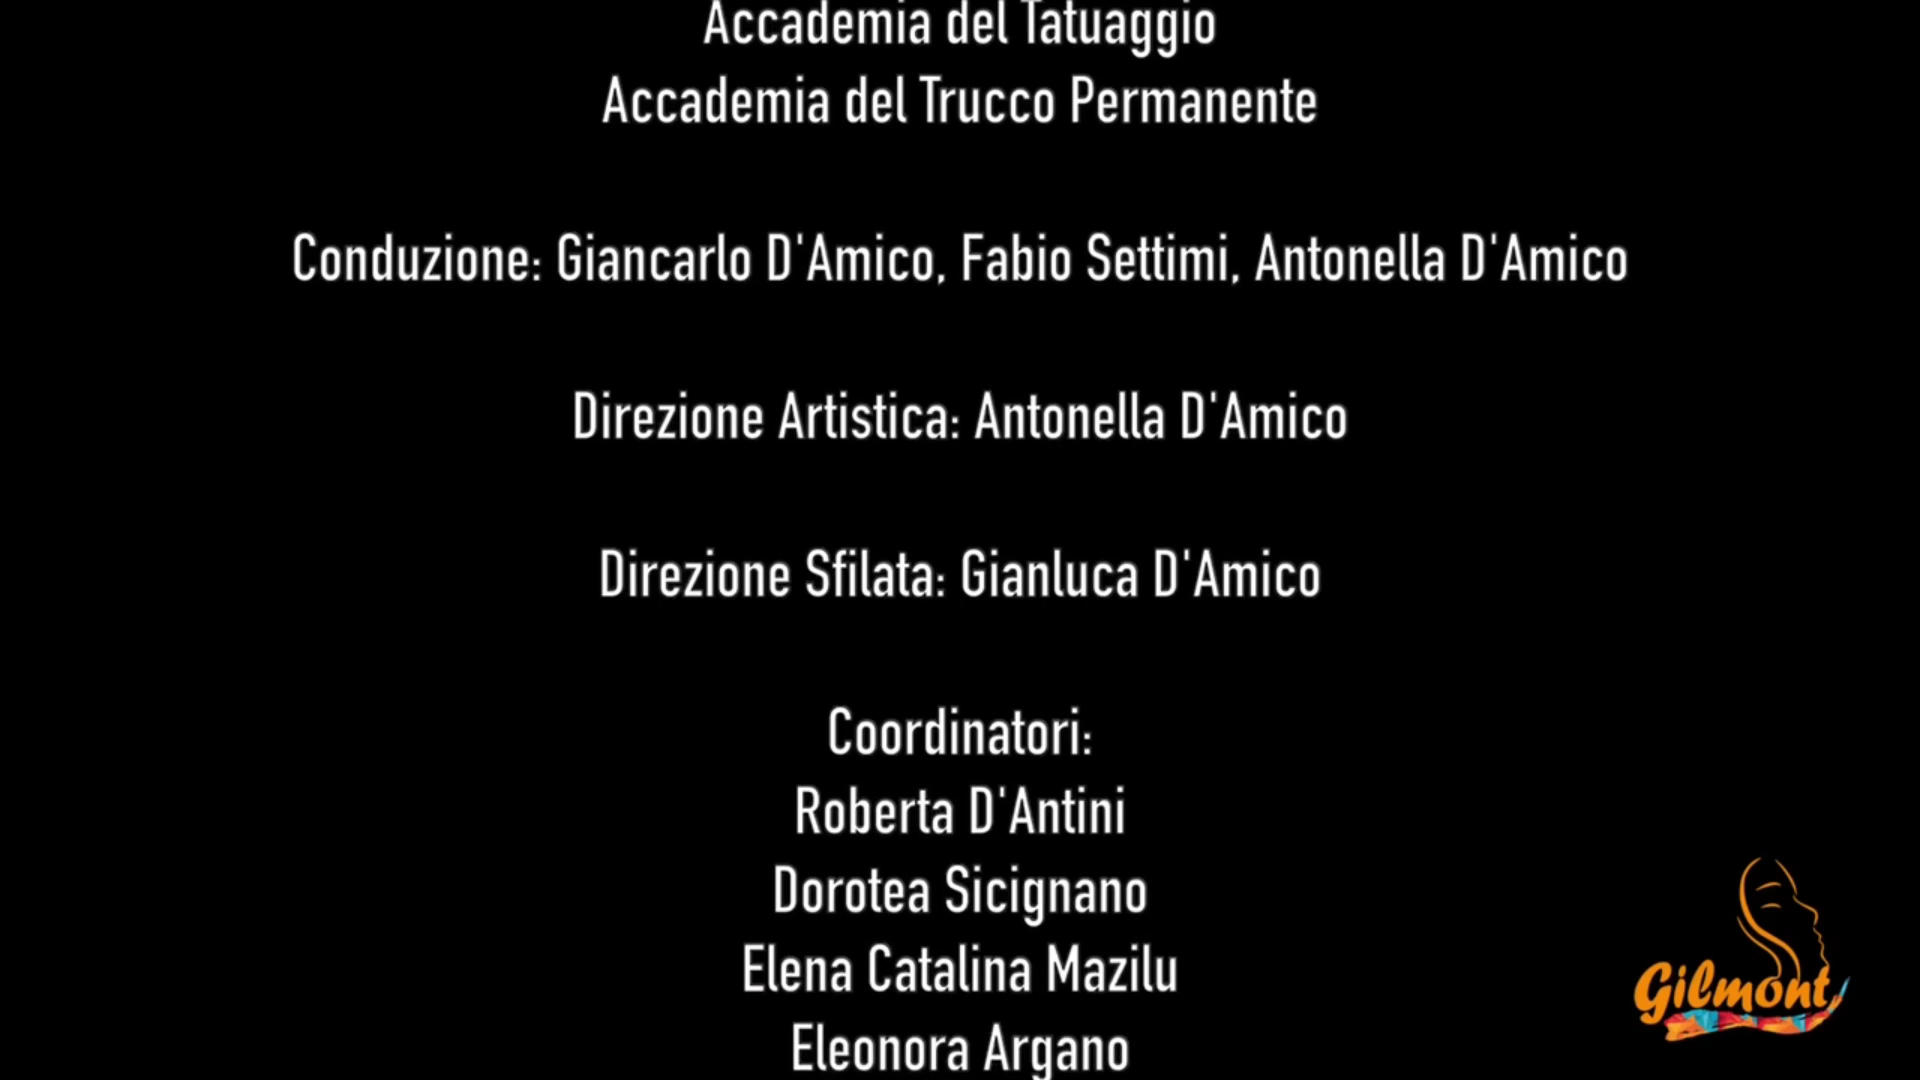 Accademia del Tatuaggio
Accademia del Trucco Permanente
Conduzione: Giancarlo D'Amico, Fabio Settimi, Antonella D'Amico
Direzione Artistica: Antonella D'Amico
Direzione Sfilata: Gianluca D'Amico
Coordinatori:
Roberta D'Antini
Dorotea Sicignano
Elena Catalina Mazilu
Eleonora Argano
Gilmont